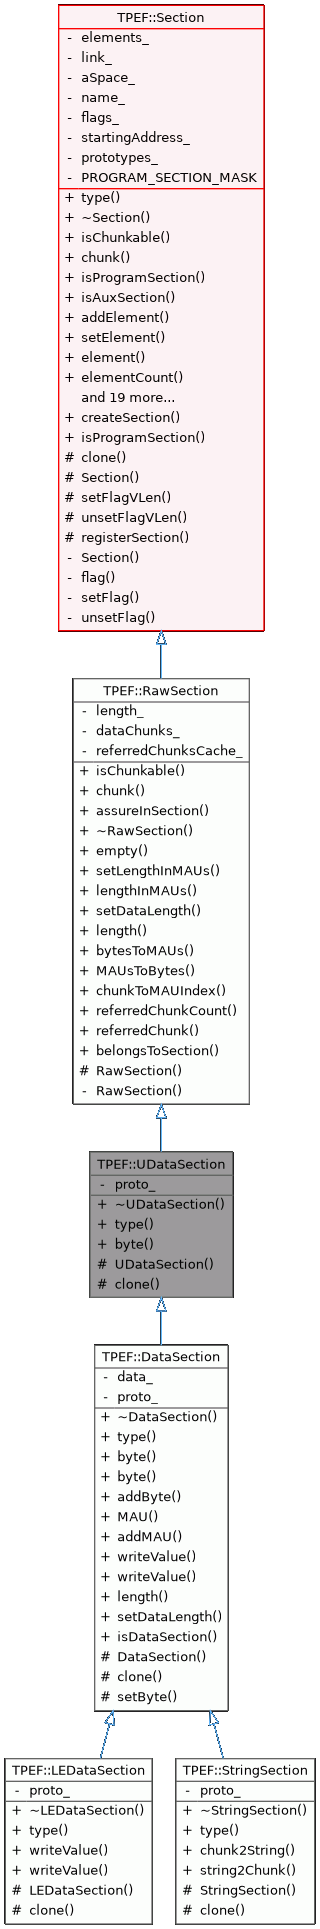 TPEF::Section
- elements_
- link_
- aSpace_
- name_
- flags_
- startingAddress_
- prototypes_
- PROGRAM_SECTION_MASK
+ type()
+ ~Section()
+ isChunkable()
+ chunk()
+ isProgramSection()
+ isAuxSection()
+ addElement()
+ setElement()
+ element()
+ elementCount()
and 19 more...
+ createSection()
+ isProgramSection()
# clone()
# Section()
# setFlagVLen()
# unsetFlagVLen()
# registerSection()
- Section()
- flag()
- setFlag()
- unsetFlag()
TPEF::RawSection
- length_
- dataChunks_
- referredChunksCache_
+ isChunkable()
+ chunk()
+ assureInSection()
+ ~RawSection()
+ empty()
+ setLengthInMAUs()
+ lengthInMAUs()
+ setDataLength()
+ length()
+ bytesToMAUs()
+ MAUsToBytes()
+ chunkToMAUIndex()
+ referredChunkCount()
+ referredChunk()
+ belongsToSection()
# RawSection()
- RawSection()
TPEF::UDataSection
- proto_
+ ~UDataSection()
+ type()
+ byte()
# UDataSection()
# clone()
TPEF::DataSection
- data_
- proto_
+ ~DataSection()
+ type()
+ byte()
+ byte()
+ addByte()
+ MAU()
+ addMAU()
+ writeValue()
+ writeValue()
+ length()
+ setDataLength()
+ isDataSection()
# DataSection()
# clone()
# setByte()
TPEF::LEDataSection
- proto_
+ ~LEDataSection()
+ type()
+ writeValue()
+ writeValue()
# LEDataSection()
# clone()
TPEF::StringSection
- proto_
+ ~StringSection()
+ type()
+ chunk2String()
+ string2Chunk()
# StringSection()
# clone()